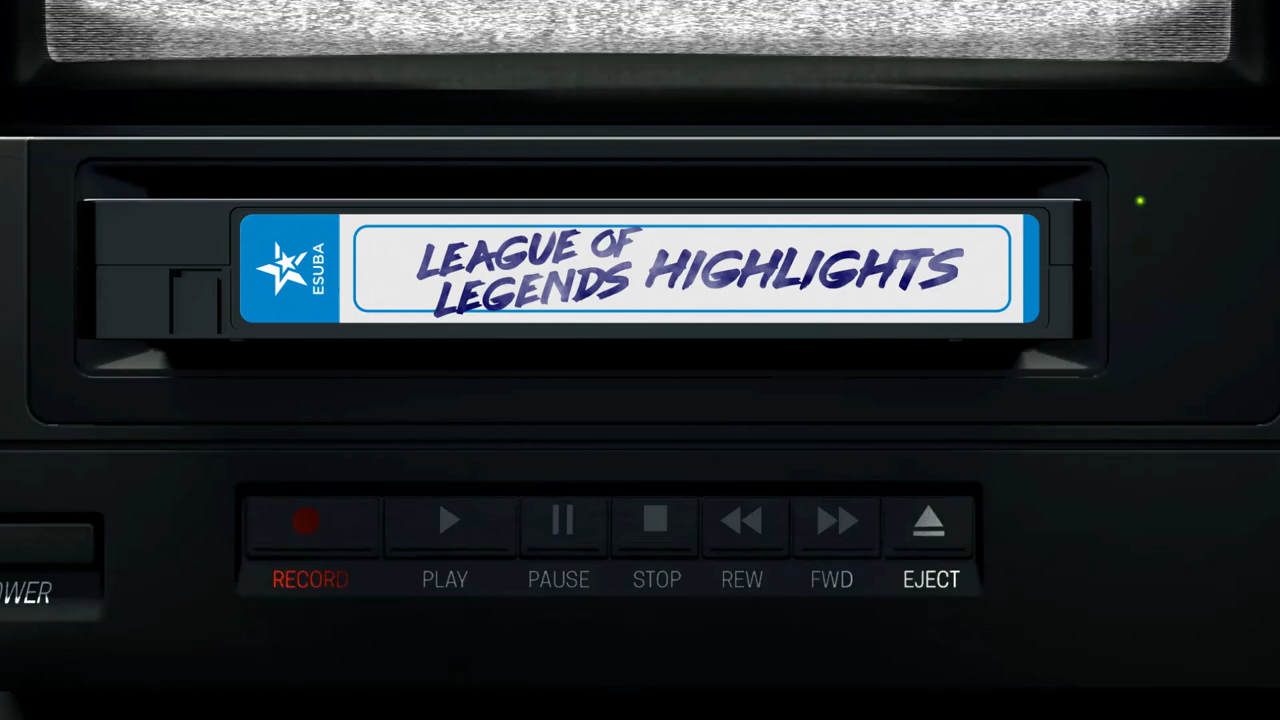 ESUBA
LEAGUE OF
LEGENDS HIGHLIGHTS
OWER
RECORD PLAY PAUSE STOP REW FWD EJECT